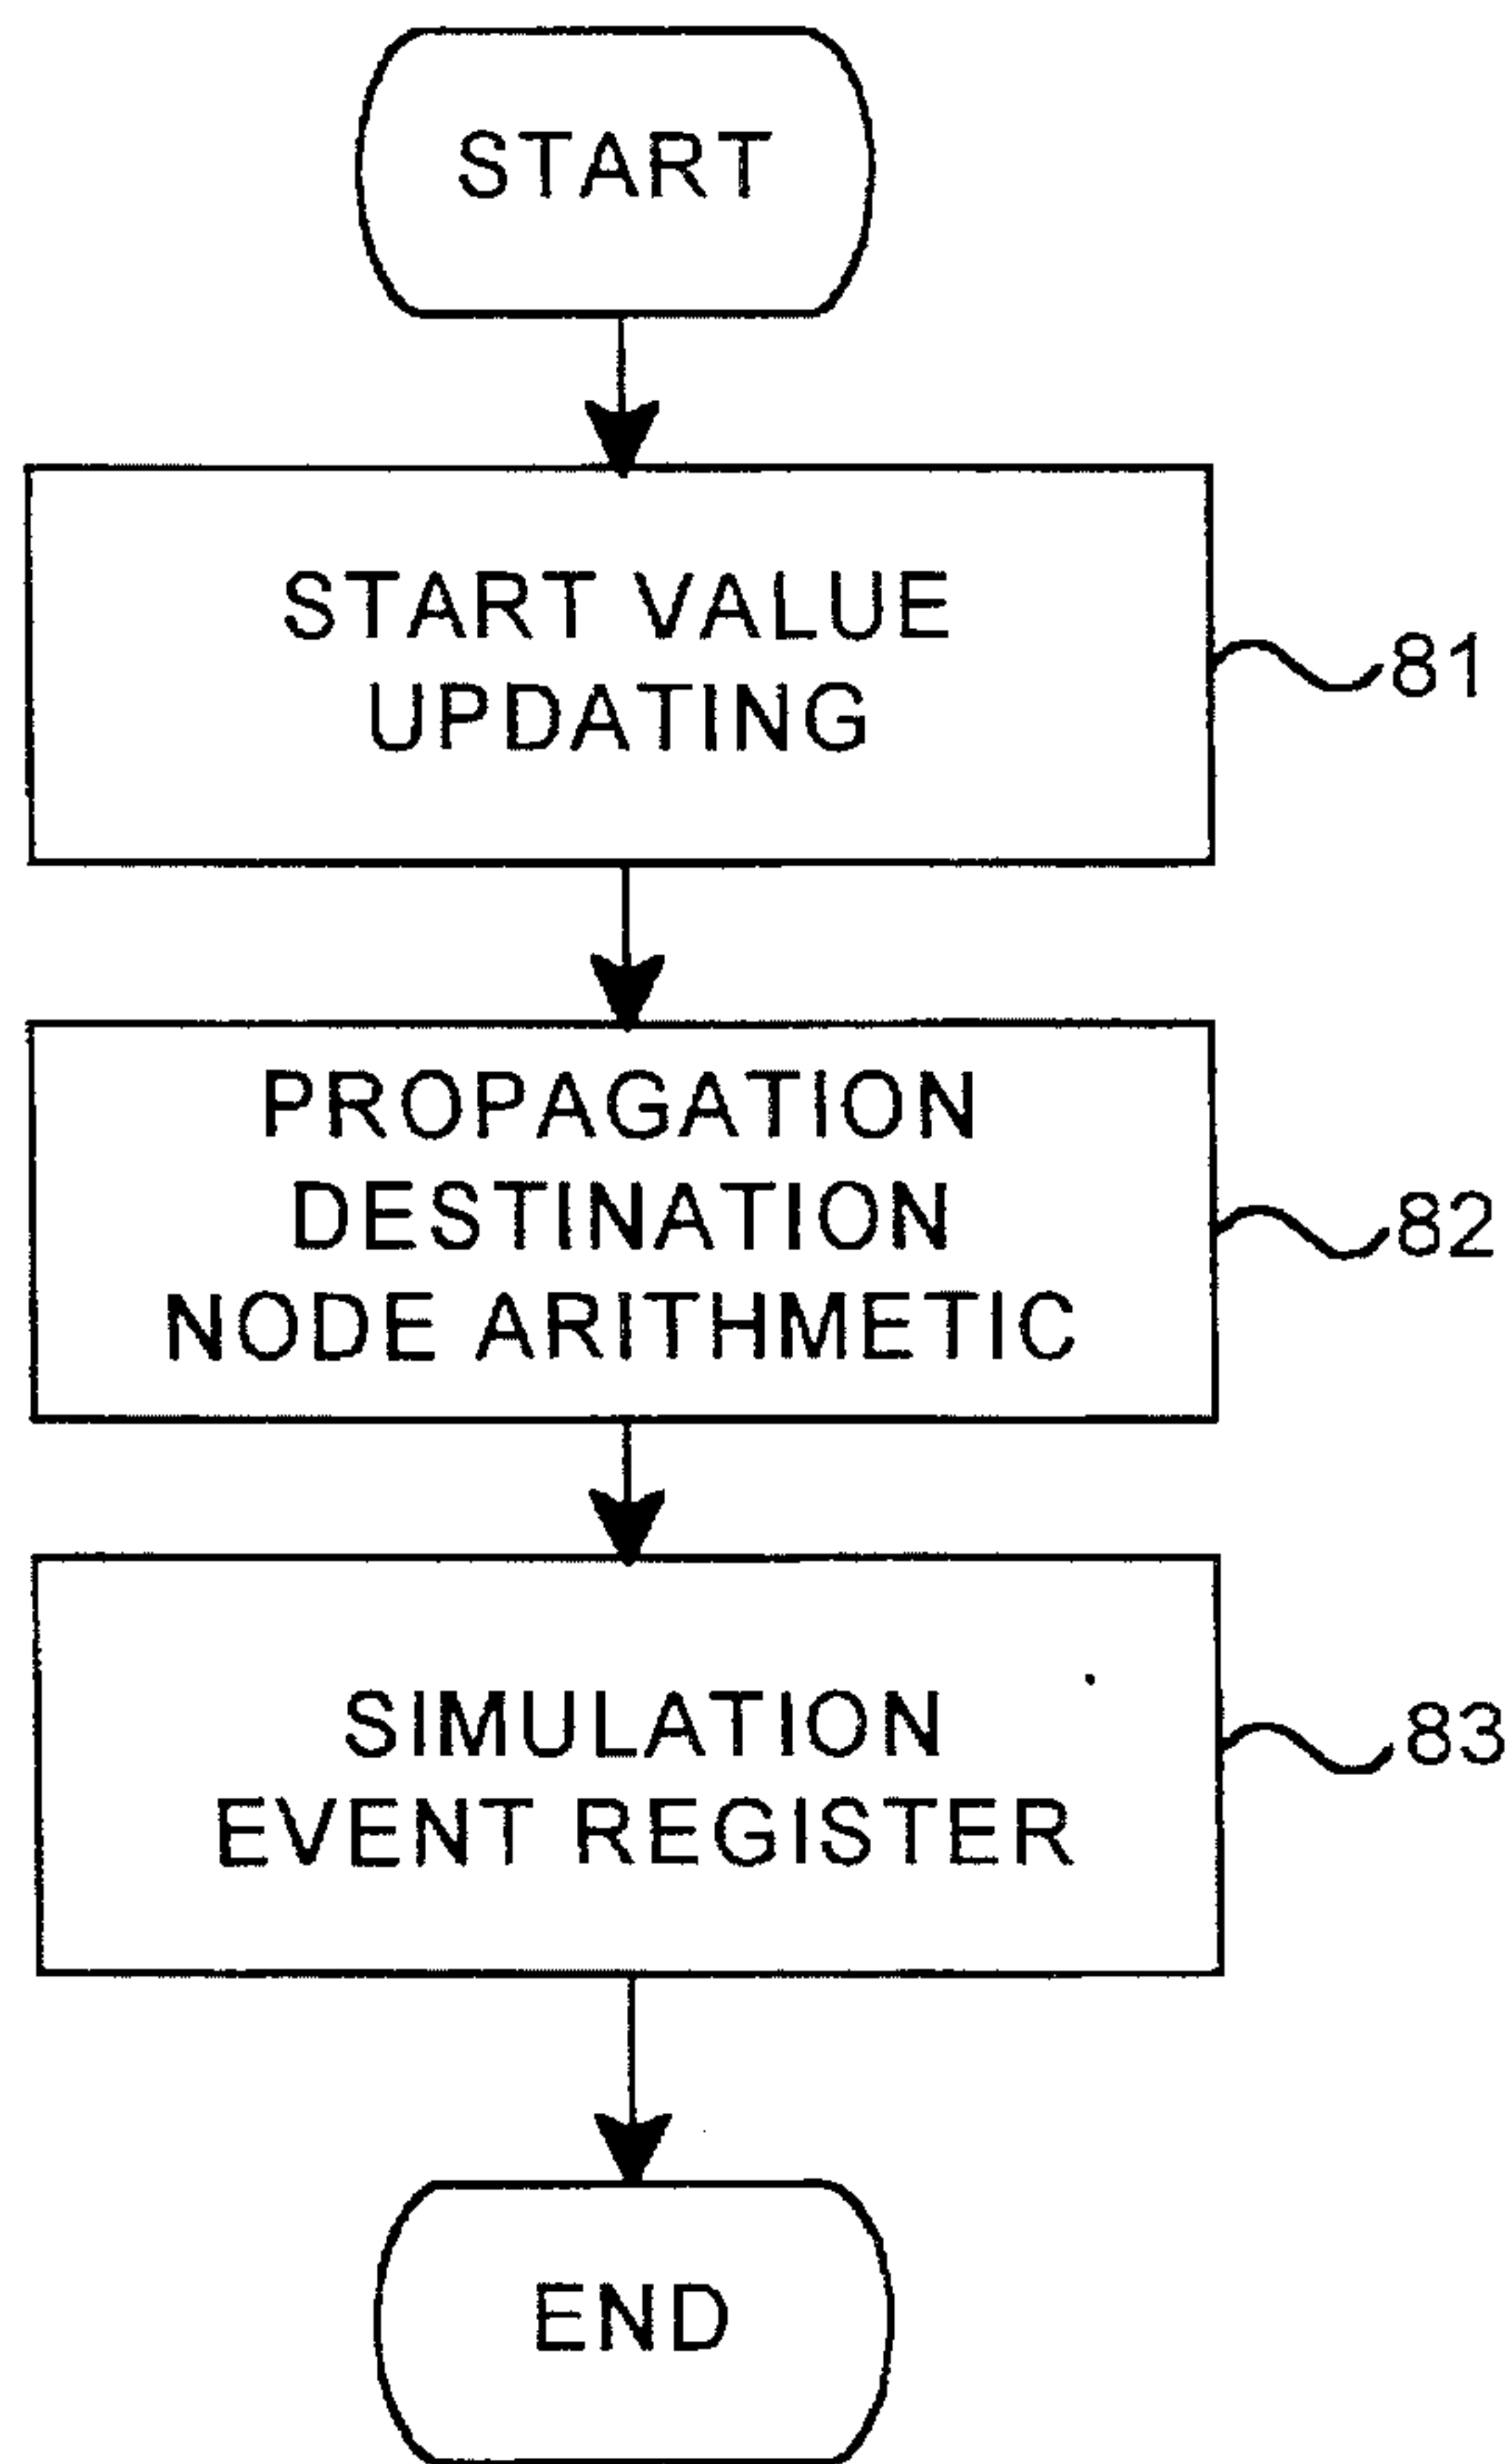 START
START VALUE
UPDATING
81
PROPAGATION
DESTINATION
NODE ARITHMETIC
82
SIMULATION
EVENT REGISTER
83
END